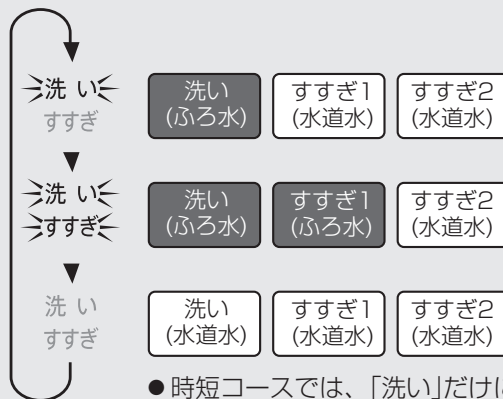 洗い
すすぎ
洗い
(ふろ水)
すすぎ1
(水道水)
すすぎ2
(水道水)
洗い
すすぎ
洗い
(ふろ水)
すすぎ1
(ふろ水)
すすぎ2
(水道水)
洗い
すすぎ
洗い
(水道水)
すすぎ1
(水道水)
すすぎ2
(水道水)
●時短コースでは、「洗い」だけに